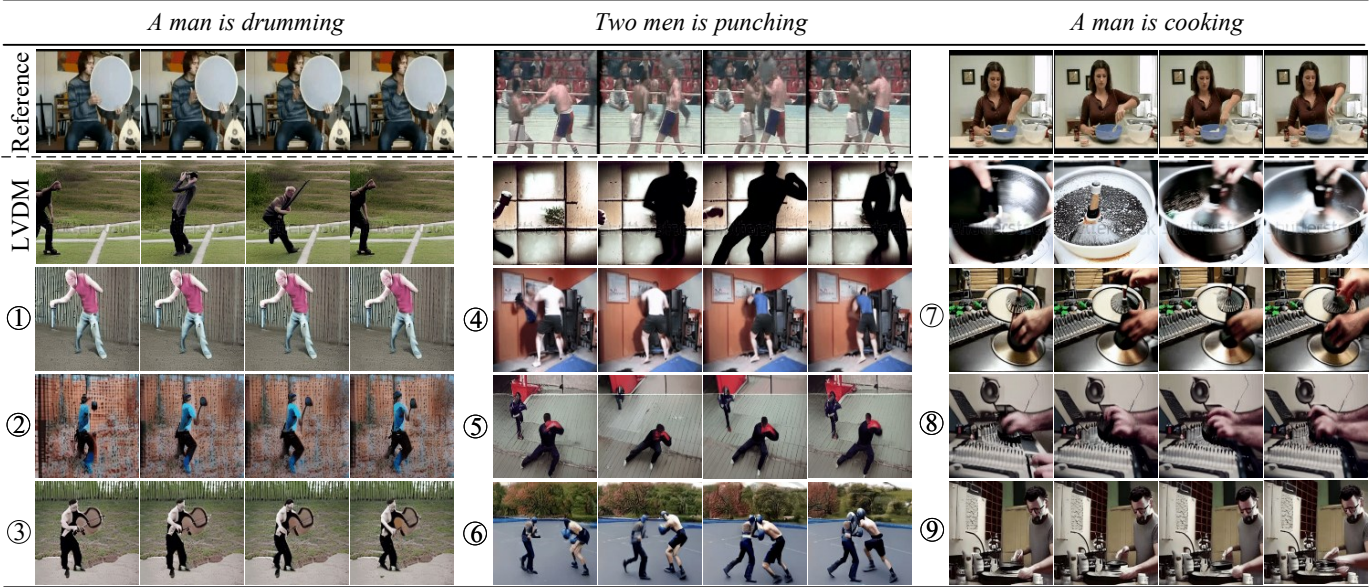 A man is drumming
Two men is punching
A man is cooking
Reference
LVDM
①
④
⑦
②
⑤
⑧
③
⑥
⑨